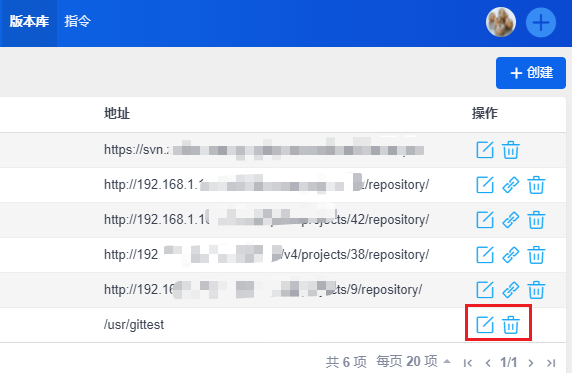 版本库 指令
创建
地址 操作
https://svn.
http://192.168.1.1 /repository/
http://192.168.1.1 projects/42/repository/
http://192 /v4/projects/38/repository/
http://192.16 projects/9/repository/
/usr/gittest
共 6 项 每页 20 项 1/1